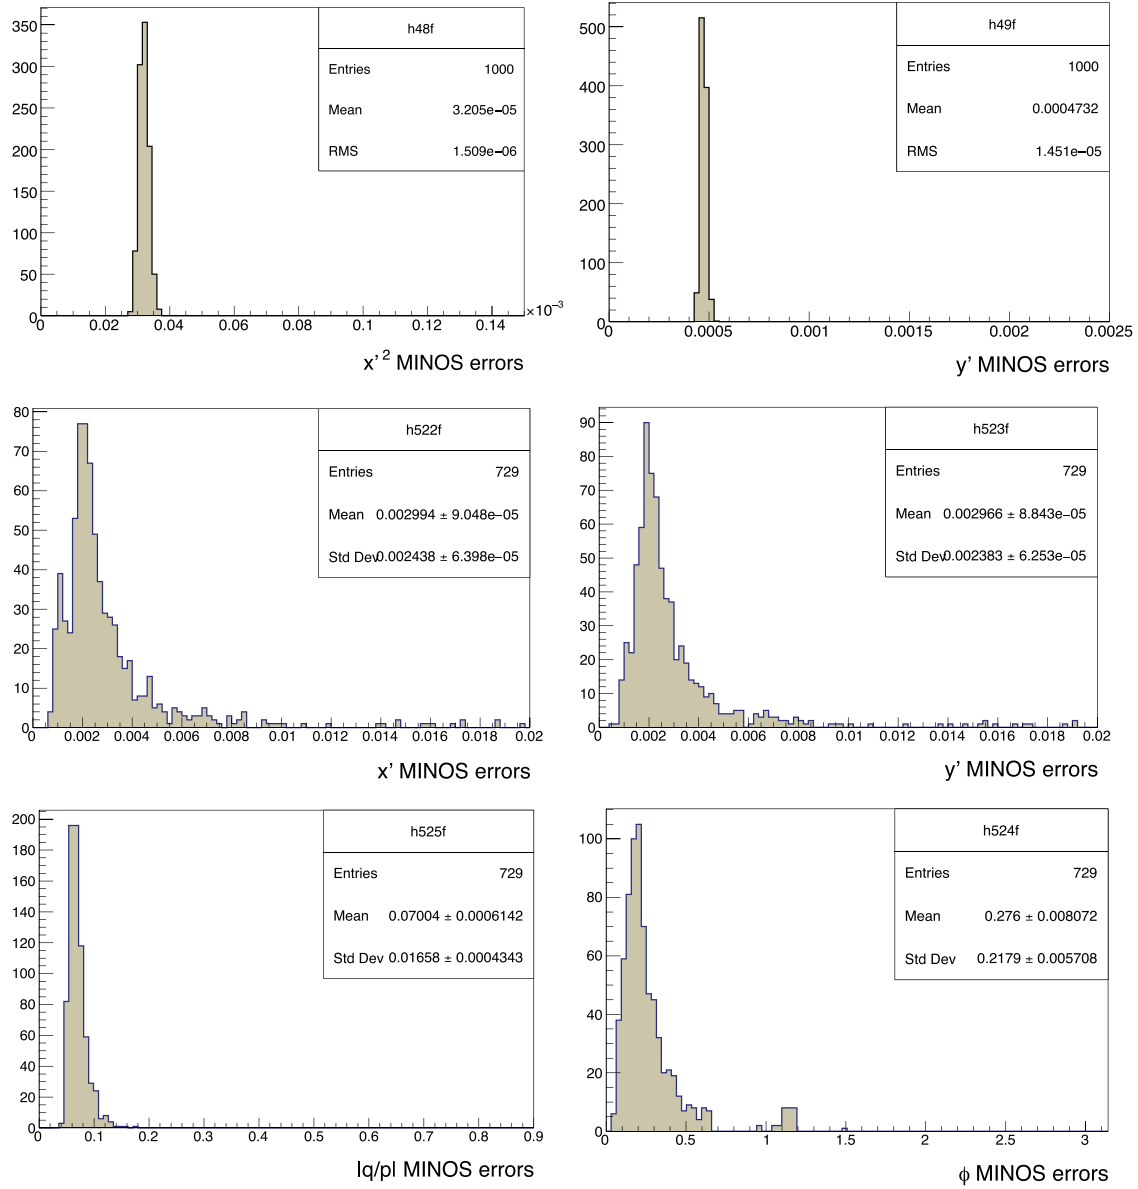 h48f
Entries 1000
Mean 3.205e−05
RMS 1.509e−06
350
300
250
200
150
100
50
0
0 0.02 0.04 0.06 0.08 0.1 0.12 0.14
×10−3
x' 2 MINOS errors
h49f
Entries 1000
Mean 0.0004732
RMS 1.451e−05
500
400
300
200
100
0
0 0.0005 0.001 0.0015 0.002 0.0025
y' MINOS errors
h522f
Entries 729
Mean 0.002994 ± 9.048e−05
Std Dev 0.002438 ± 6.398e−05
80
70
60
50
40
30
20
10
0
0 0.002 0.004 0.006 0.008 0.01 0.012 0.014 0.016 0.018 0.02
x' MINOS errors
h523f
Entries 729
Mean 0.002966 ± 8.843e−05
Std Dev 0.002383 ± 6.253e−05
90
80
70
60
50
40
30
20
10
0
0 0.002 0.004 0.006 0.008 0.01 0.012 0.014 0.016 0.018 0.02
y' MINOS errors
h525f
Entries 729
Mean 0.07004 ± 0.0006142
Std Dev 0.01658 ± 0.0004343
200
180
160
140
120
100
80
60
40
20
0
0 0.1 0.2 0.3 0.4 0.5 0.6 0.7 0.8 0.9
|q/p| MINOS errors
h524f
Entries 729
Mean 0.276 ± 0.008072
Std Dev 0.2179 ± 0.005708
100
80
60
40
20
0
0 0.5 1 1.5 2 2.5 3
ϕ MINOS errors